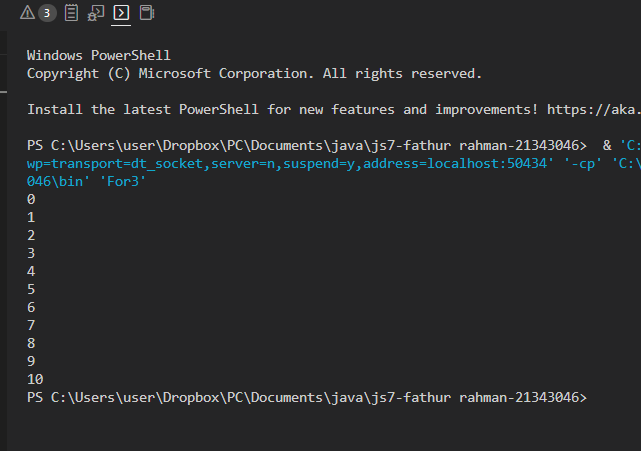 3
Windows PowerShell
Copyright (C) Microsoft Corporation. All rights reserved.
Install the latest PowerShell for new features and improvements! https://aka.
PS C:\Users\user\Dropbox\PC\Documents\java\js7-fathur rahman-21343046>  & 'C:
wp=transport=dt_socket,server=n,suspend=y,address=localhost:50434' '-cp' 'C:\
046\bin' 'For3'
0
1
2
3
4
5
6
7
8
9
10
PS C:\Users\user\Dropbox\PC\Documents\java\js7-fathur rahman-21343046>